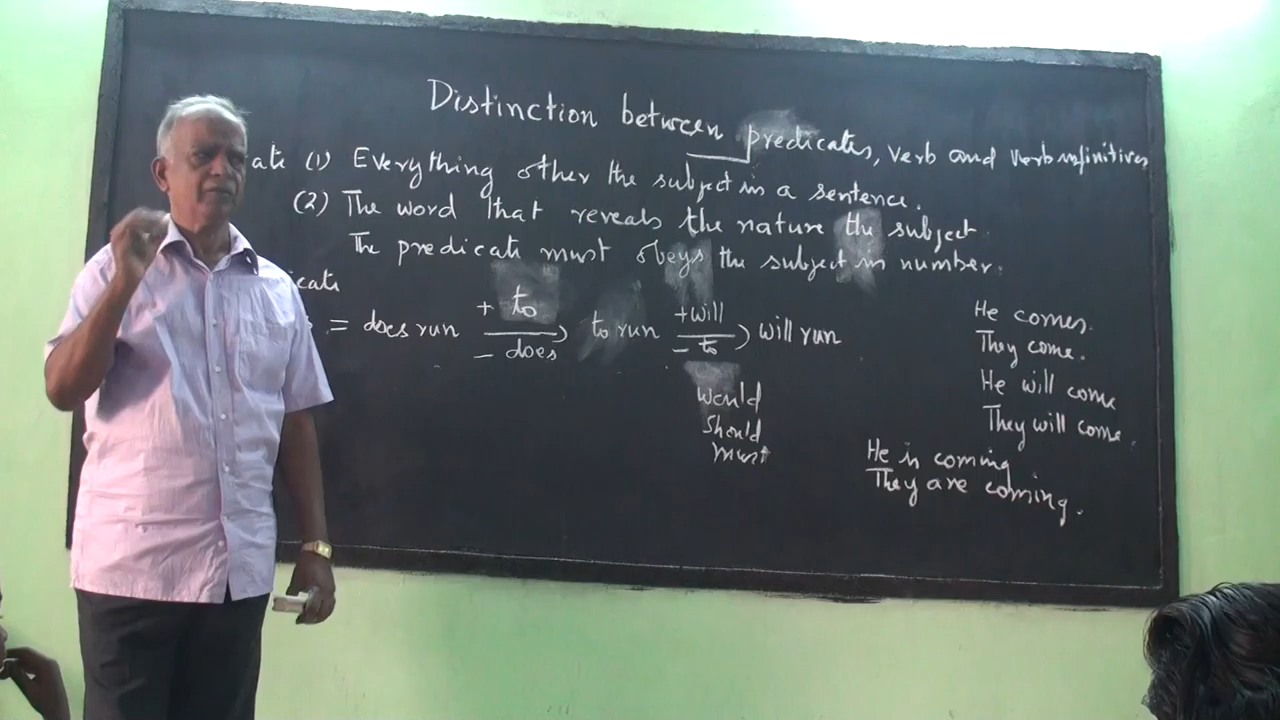 Distinction between predicates, verb and verb infinitives
ate (1) Everything other the subject in a sentence.
(2) The word that reveals the nature the subject.
The predicate must obeys the subject in number.
cate
= does run + to - does to run + will - to will run
would
should
must
He comes.
They come.
He will come
They will come.
He is coming
They are coming.